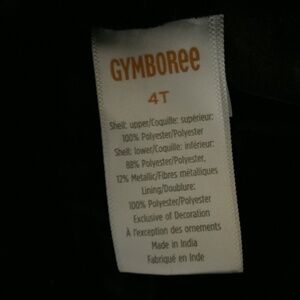 GYMBOREE
4T
Shell: upper/Coquille: supérieur:
100% Polyester/Polyester
Shell: lower/Coquille: inférieur:
88% Polyester/Polyester,
12% Metallic/Fibres métalliques
Lining/Doublure:
100% Polyester/Polyester
Exclusive of Decoration
À l'exception des ornements
Made in India
Fabriqué en Inde